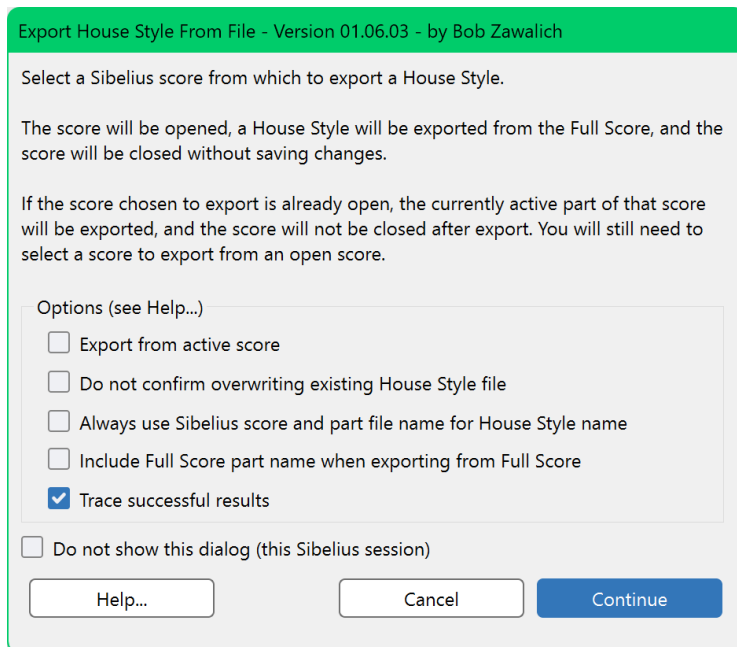 Export House Style From File - Version 01.06.03 - by Bob Zawalich
Select a Sibelius score from which to export a House Style.
The score will be opened, a House Style will be exported from the Full Score, and the
score will be closed without saving changes.
If the score chosen to export is already open, the currently active part of that score
will be exported, and the score will not be closed after export. You will still need to
select a score to export from an open score.
Options (see Help...)
Export from active score
Do not confirm overwriting existing House Style file
Always use Sibelius score and part file name for House Style name
Include Full Score part name when exporting from Full Score
Trace successful results
Do not show this dialog (this Sibelius session)
Help... Cancel Continue